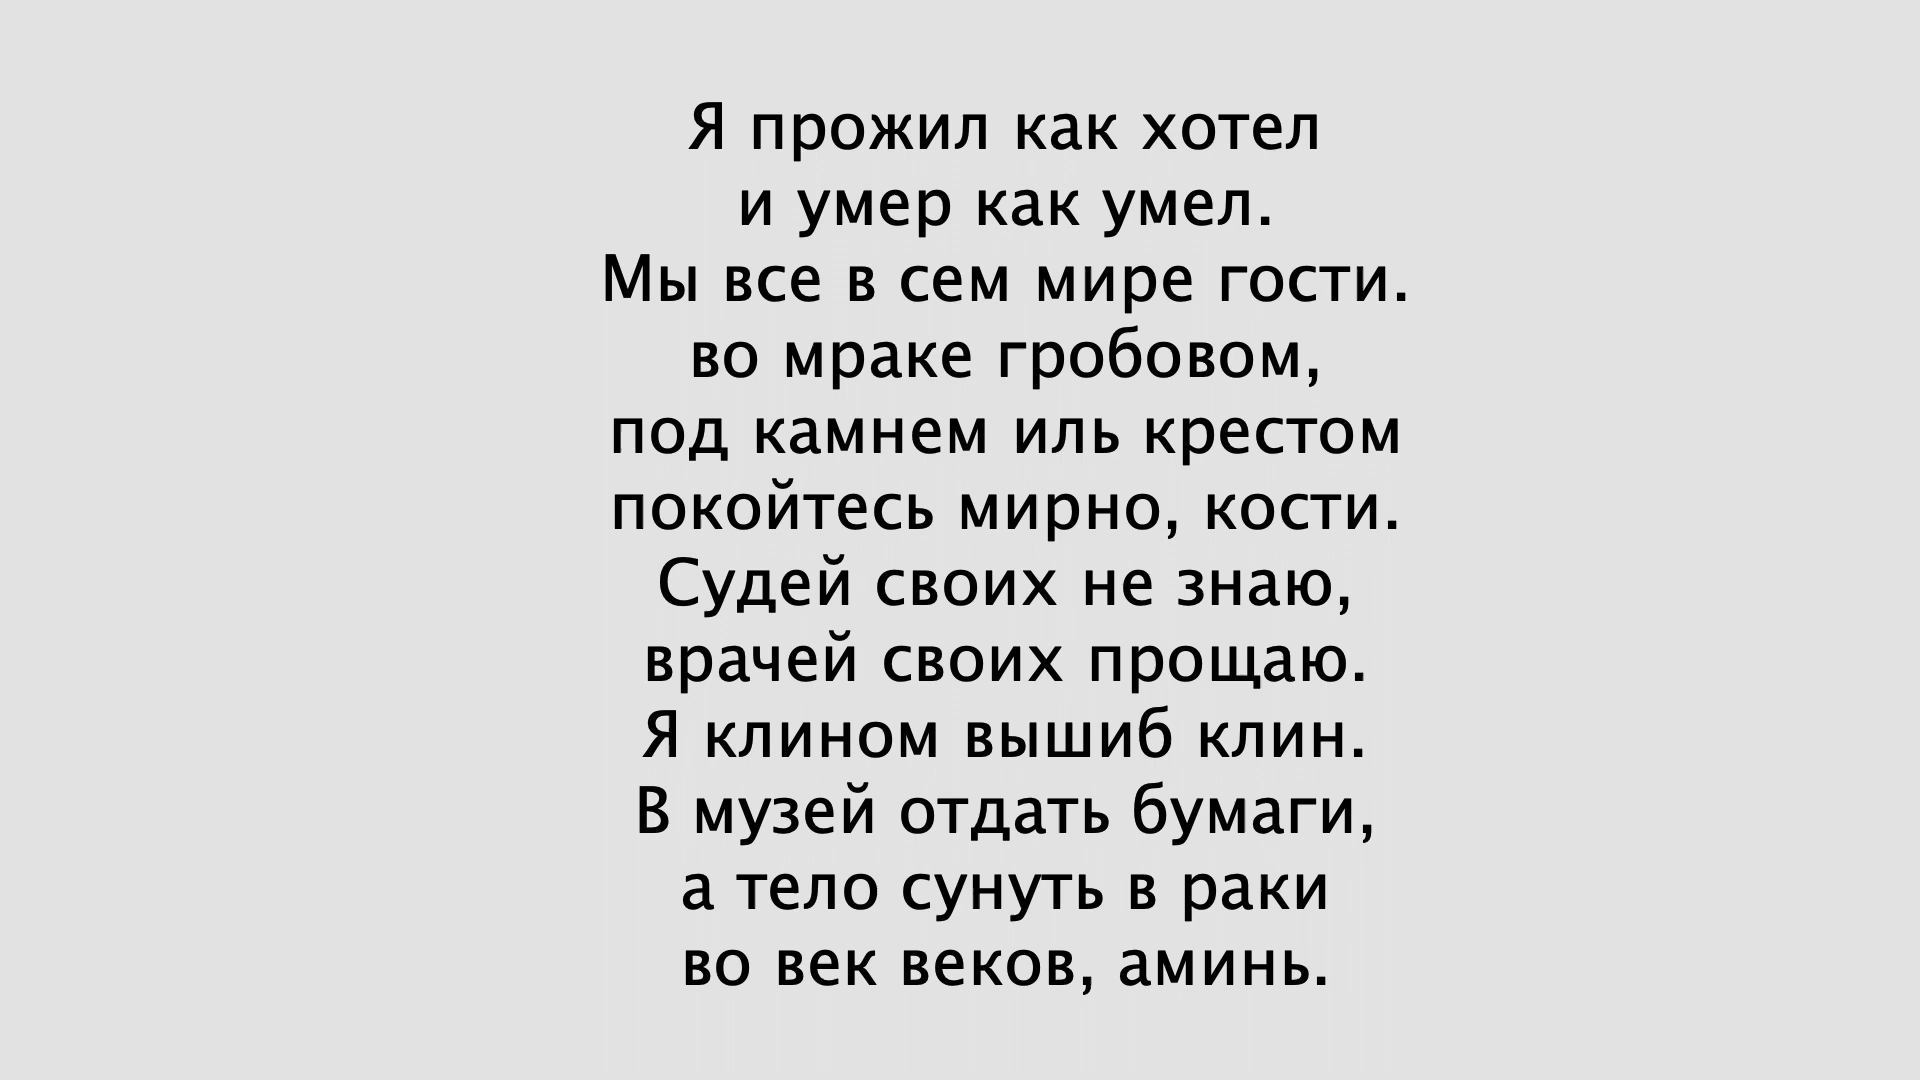 Я прожил как хотел
и умер как умел.
Мы все в сем мире гости.
во мраке гробовом,
под камнем иль крестом
покойтесь мирно, кости.
Судей своих не знаю,
врачей своих прощаю.
Я клином вышиб клин.
В музей отдать бумаги,
а тело сунуть в раки
во век веков, аминь.